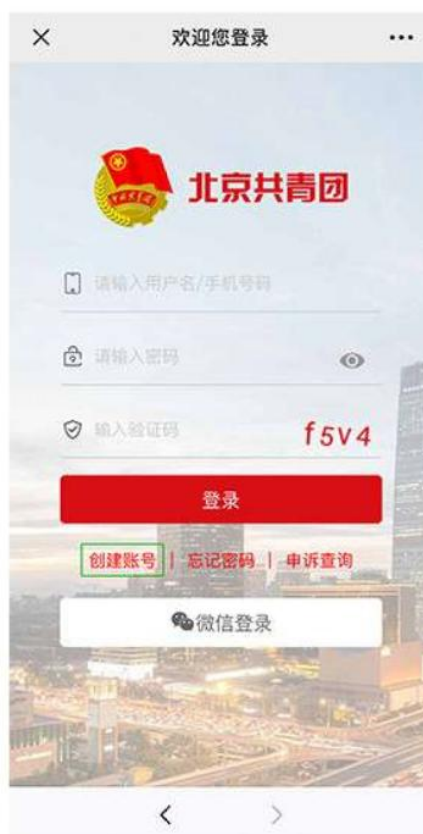 欢迎您登录
北京共青团
请输入用户名/手机号码
请输入密码
输入验证码
f5V4
登录
创建账号 | 忘记密码 | 申诉查询
微信登录